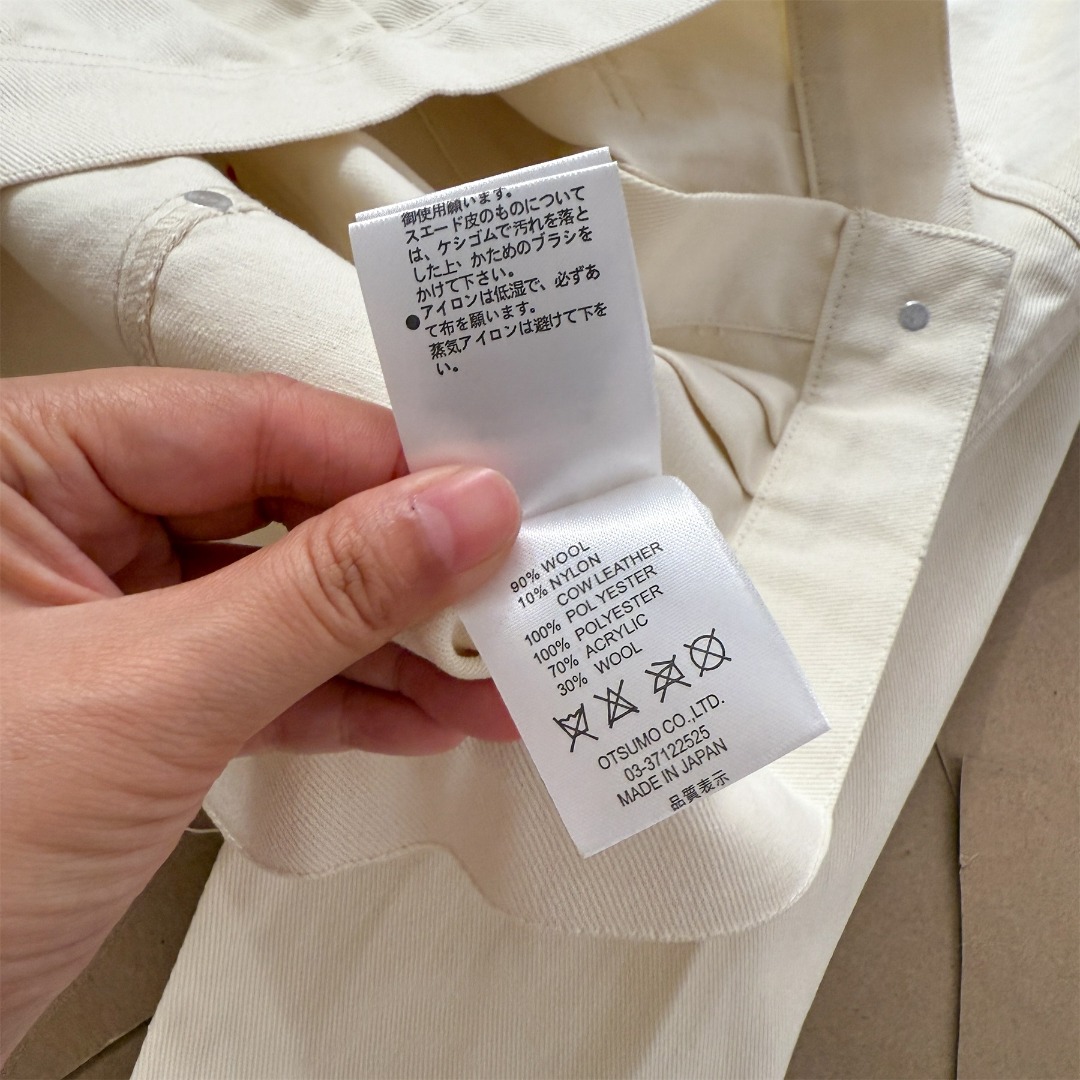 御使用願います。
スエード皮のものについて
は、ケシゴムで汚れを落と
した上、かためのブラシを
かけて下さい。
●アイロンは低湿で、必ずあ
て布を願います。
蒸気アイロンは避けて下を
い。
90% WOOL
10% NYLON
COW LEATHER
100% POLYESTER
100% POLYESTER
70% ACRYLIC
30% WOOL
OTSUMO CO.,LTD.
03-37122525
MADE IN JAPAN
品質表示